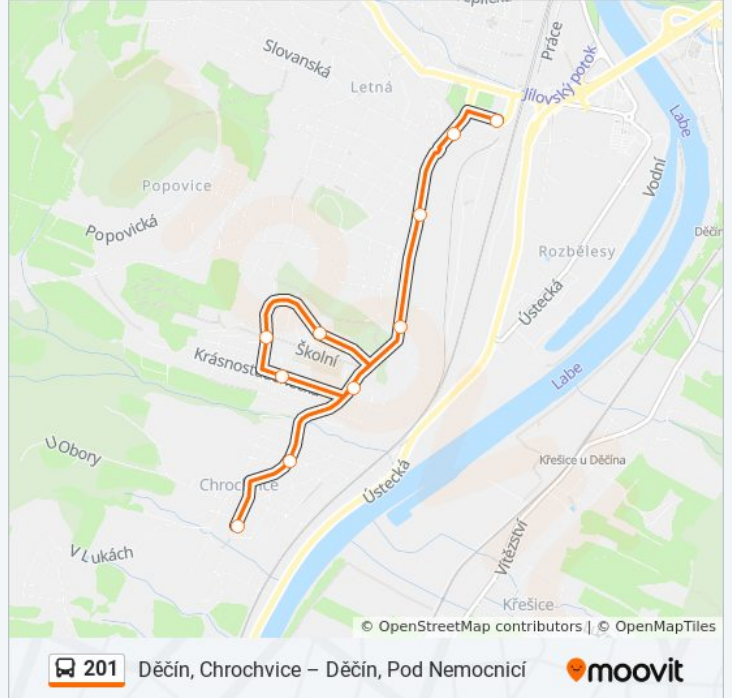 Práce
Slovanská
Letná
Jílovský potok
Labe
Popovice
Vodní
Popovická
Děčín
Rozbělesy
Ústecká
Školní
Labe
U Obory
Křešice u Děčína
Ústecká
Chrochvice
Vítězství
V Lukách
Křešice
© OpenStreetMap contributors | © OpenMapTiles
201 Děčín, Chrochvice – Děčín, Pod Nemocnicí moovit